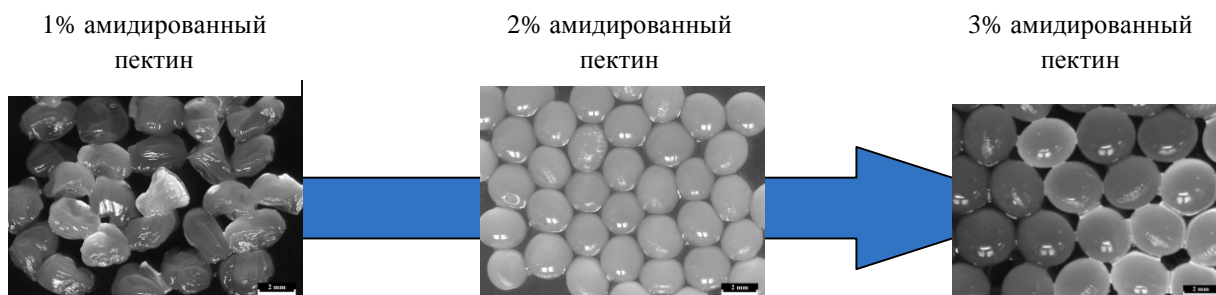 1% амидированный
пектин
2% амидированный
пектин
3% амидированный
пектин
2 mm
2 mm
2 mm